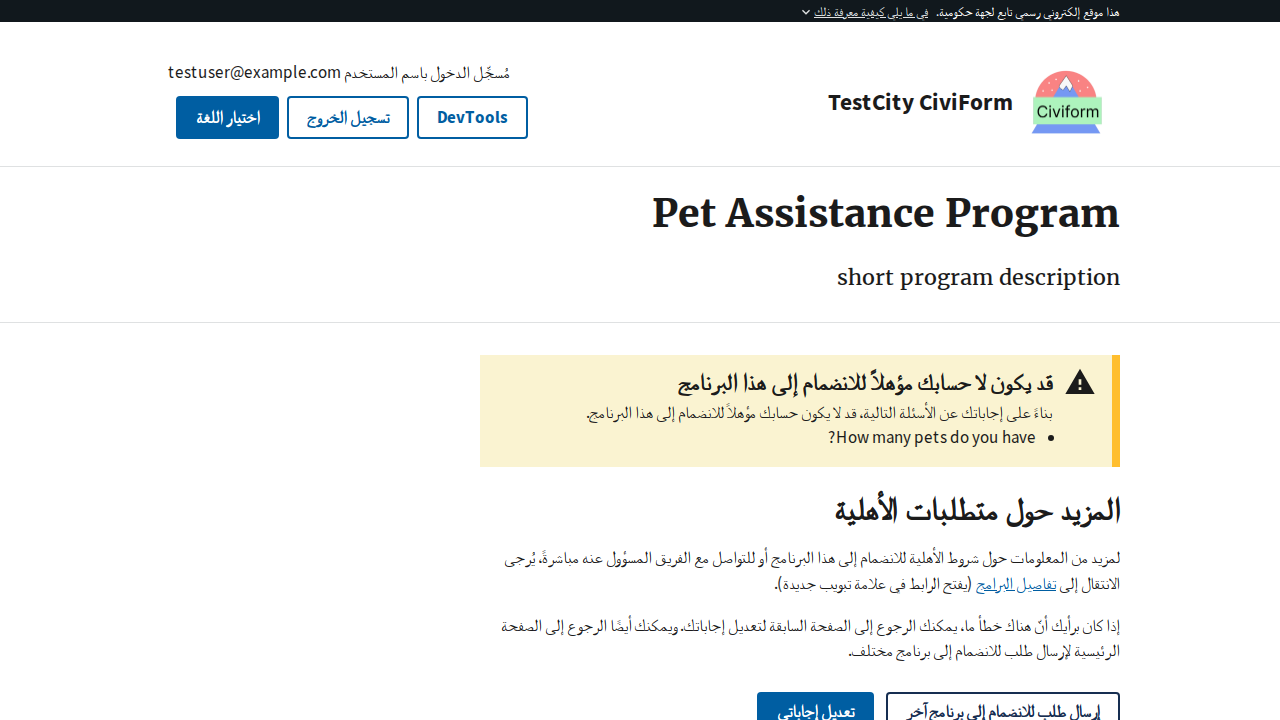 هذا موقع إلكتروني رسمي تابع لجهة حكومية. في ما يلي كيفية معرفة ذلك
Civiform
TestCity CiviForm
مُسجَّل الدخول باسم المستخدم testuser@example.com
DevTools
تسجيل الخروج
اختيار اللغة
Pet Assistance Program
short program description
قد يكون لا حسابك مؤهلاً للانضمام إلى هذا البرنامج
بناءً على إجاباتك عن الأسئلة التالية، قد لا يكون حسابك مؤهلاً للانضمام إلى هذا البرنامج.
• How many pets do you have?
المزيد حول متطلبات الأهلية
لمزيد من المعلومات حول شروط الأهلية للانضمام إلى هذا البرنامج أو للتواصل مع الفريق المسؤول عنه مباشرةً، يُرجى
الانتقال إلى تفاصيل البرامج (يفتح الرابط في علامة تبويب جديدة).
إذا كان برأيك أنّ هناك خطأ ما، يمكنك الرجوع إلى الصفحة السابقة لتعديل إجاباتك. ويمكنك أيضًا الرجوع إلى الصفحة
الرئيسية لإرسال طلب للانضمام إلى برنامج مختلف.
إرسال طلب للانضمام إلى برنامج آخر
تعديل إجاباتي